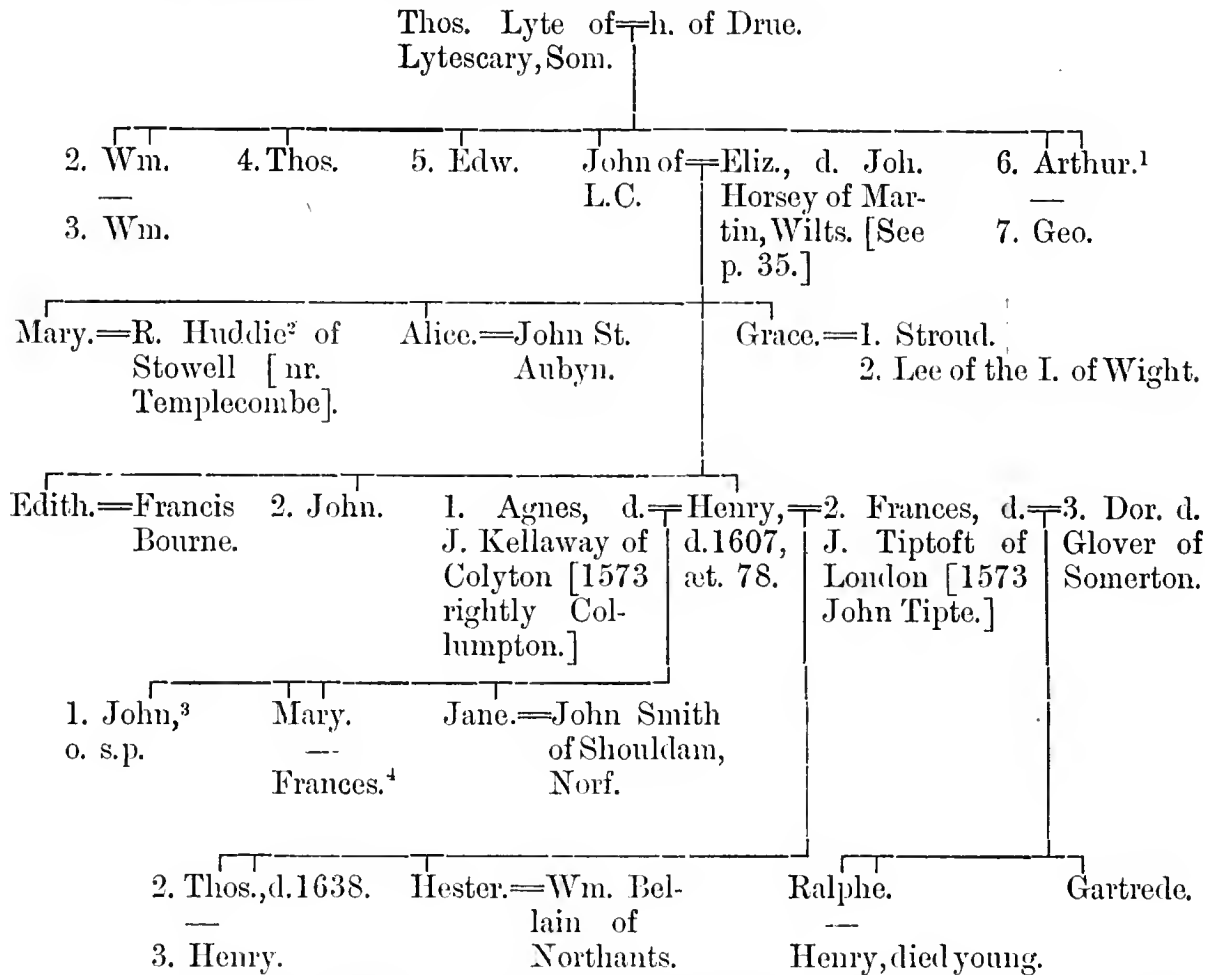 Thos. Lyte of=h. of Drue.
Lytescary, Som.
2. Wm.
—
3. Wm.
4. Thos.
5. Edw.
John of=Eliz., d. Joh.
L.C.
Horsey of Mar-
tin, Wilts. [See
p. 35.]
6. Arthur.¹
—
7. Geo.
Mary.=R. Huddie² of
Stowell [nr.
Templecombe].
Alice.=John St.
Aubyn.
Grace.=1. Stroud.
2. Lee of the I. of Wight.
Edith.=Francis
Bourne.
2. John.
1. Agnes, d.=Henry,=2. Frances, d.=3. Dor. d.
J. Kellaway of
Colyton [1573
rightly Col-
lumpton.]
d. 1607,
æt. 78.
J. Tiptoft of
London [1573
John Tipte.]
Glover of
Somerton.
1. John,³
o. s.p.
Mary.
—
Frances.⁴
Jane.=John Smith
of Shouldam,
Norf.
2. Thos., d. 1638.
—
3. Henry.
Hester.=Wm. Bel-
lain of
Northants.
Ralphe.
—
Henry, died young.
Gartrede.